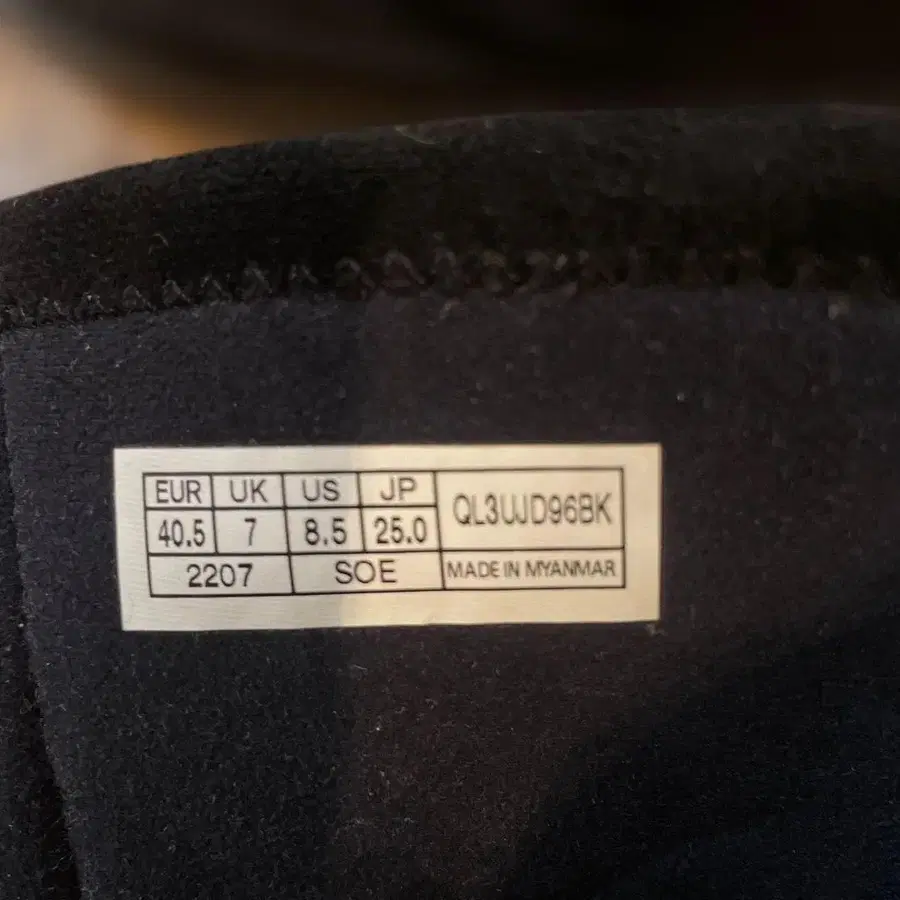 EUR UK US JP QL3UJD96BK
40.5 7 8.5 25.0
2207 SOE MADE IN MYANMAR